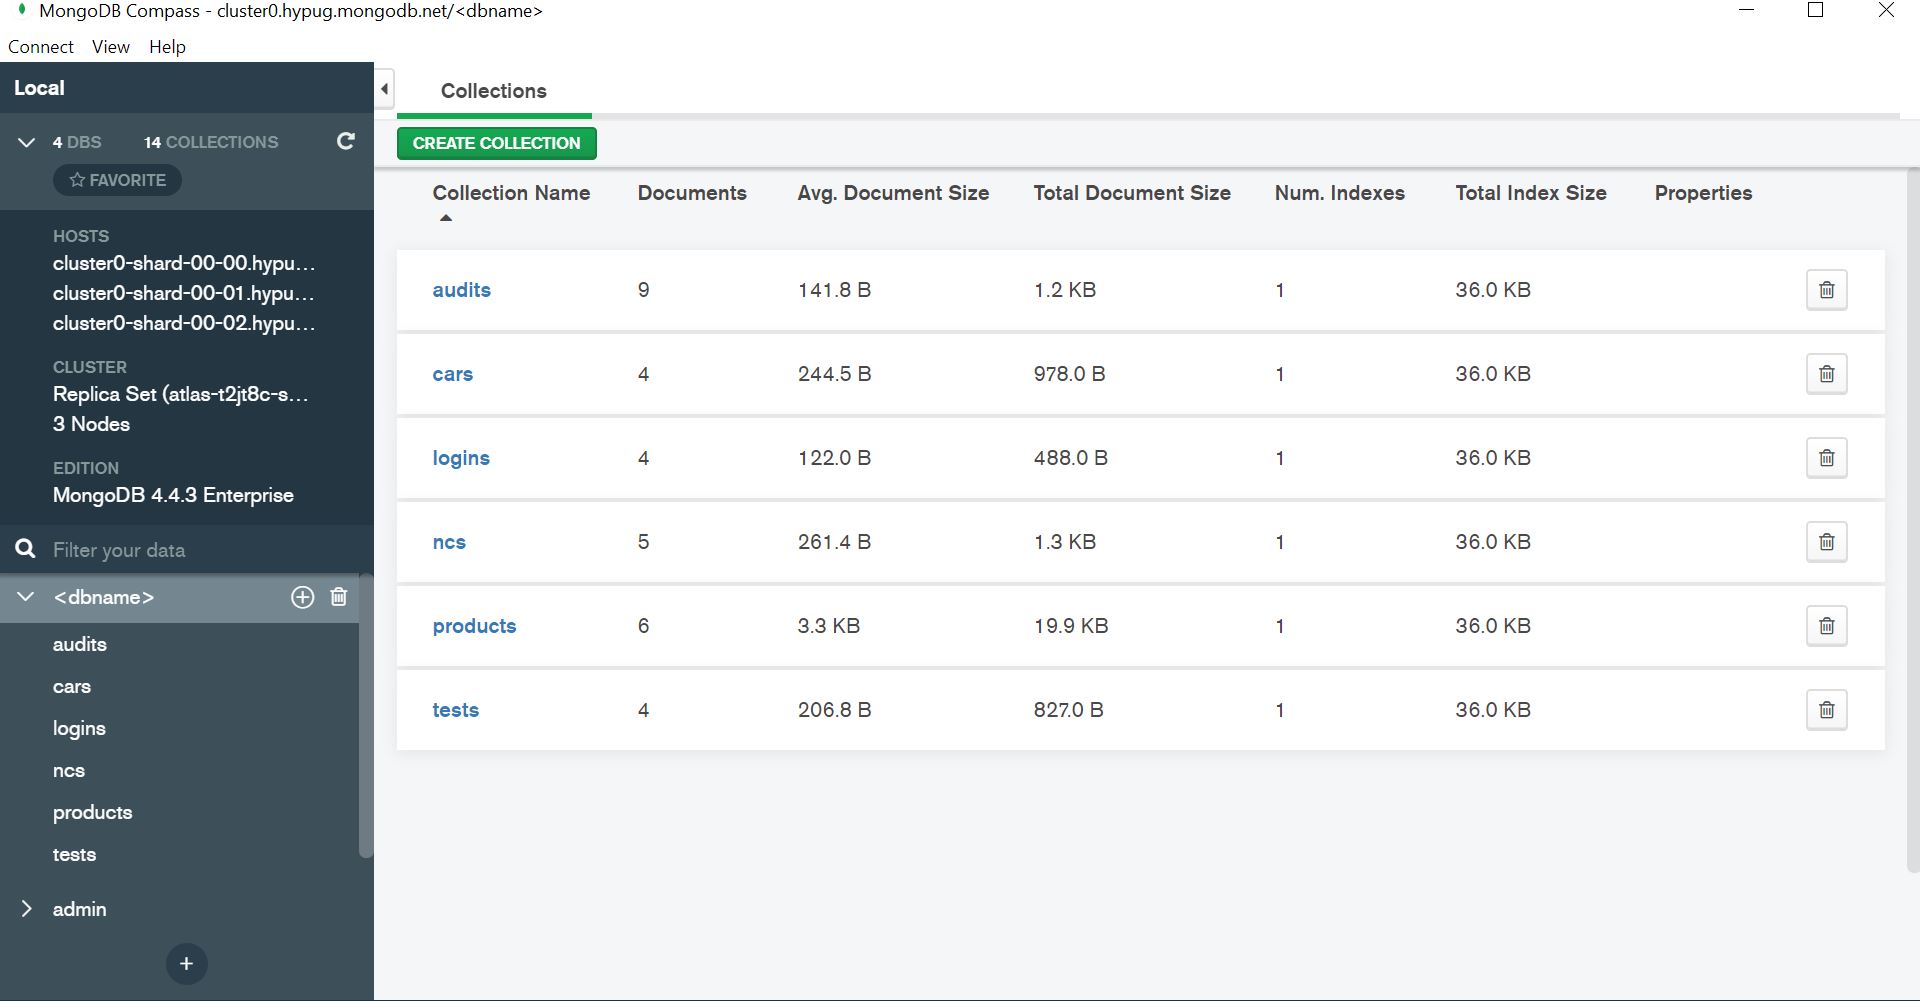 MongoDB Compass - cluster0.hypug.mongodb.net/<dbname>
Connect View Help
Local
4 DBS 14 COLLECTIONS
FAVORITE
HOSTS
cluster0-shard-00-00.hypu...
cluster0-shard-00-01.hypu...
cluster0-shard-00-02.hypu...
CLUSTER
Replica Set (atlas-t2jt8c-s...
3 Nodes
EDITION
MongoDB 4.4.3 Enterprise
Filter your data
<dbname>
audits
cars
logins
ncs
products
tests
admin
Collections
CREATE COLLECTION
Collection Name Documents Avg. Document Size Total Document Size Num. Indexes Total Index Size Properties
audits 9 141.8 B 1.2 KB 1 36.0 KB
cars 4 244.5 B 978.0 B 1 36.0 KB
logins 4 122.0 B 488.0 B 1 36.0 KB
ncs 5 261.4 B 1.3 KB 1 36.0 KB
products 6 3.3 KB 19.9 KB 1 36.0 KB
tests 4 206.8 B 827.0 B 1 36.0 KB